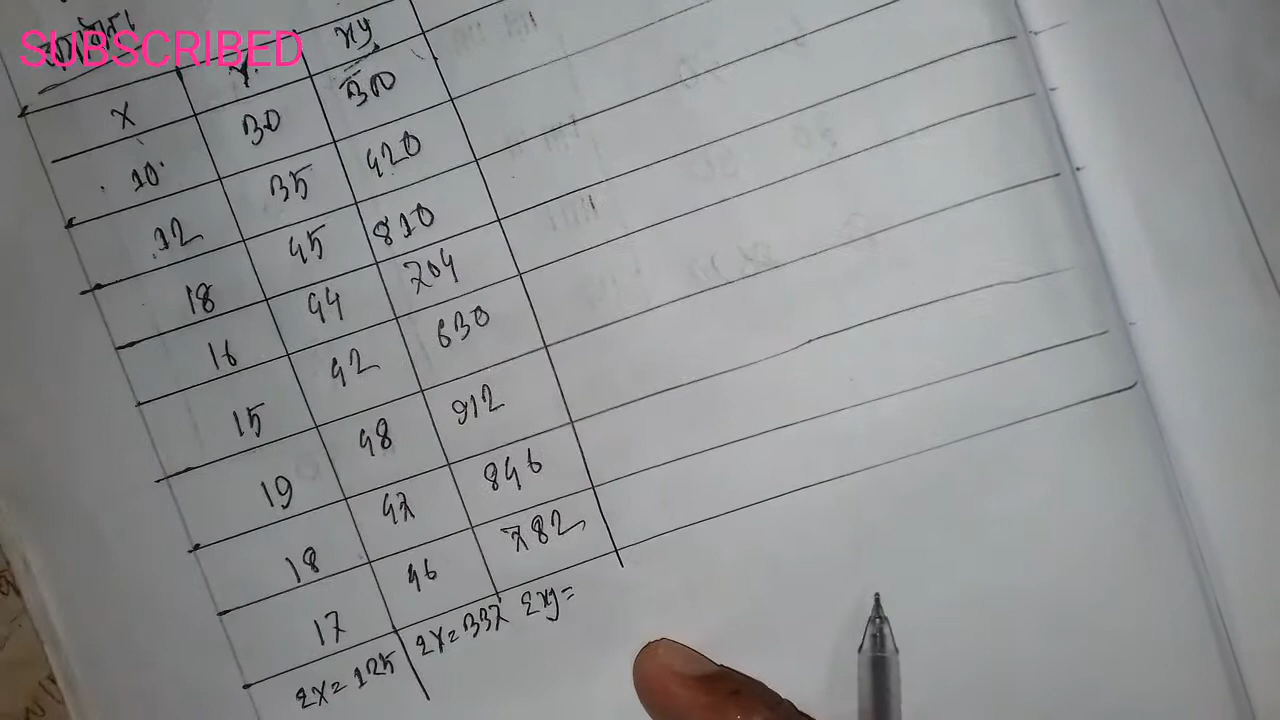 SUBSCRIBED
X Y xy
10 30 300
12 35 420
18 45 810
16 44 704
15 42 630
19 48 912
18 47 846
17 46 782
ΣX = 125 ΣY = 337 Σxy =